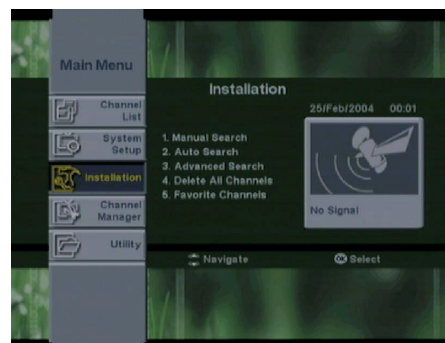 Main Menu
Channel
List
System
Setup
Installation
Channel
Manager
Utility
Installation
25/Feb/2004 00:01
1. Manual Search
2. Auto Search
3. Advanced Search
4. Delete All Channels
5. Favorite Channels
No Signal
Navigate
OK Select